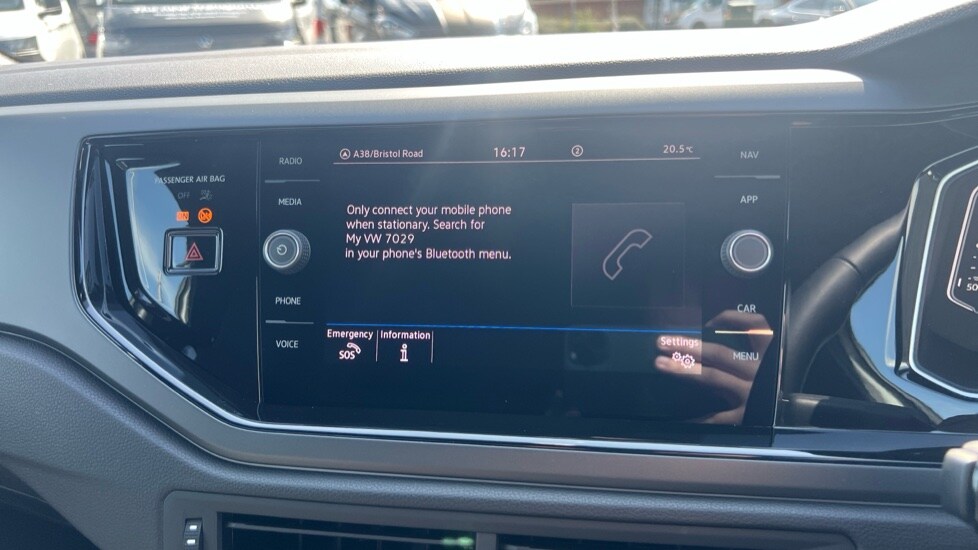 PASSENGER AIR BAG
OFF
ON
RADIO
MEDIA
PHONE
VOICE
A38/Bristol Road
16:17
2
20.5°C
Only connect your mobile phone
when stationary. Search for
My VW 7029
in your phone's Bluetooth menu.
Emergency
SOS
Information
Settings
NAV
APP
CAR
MENU
50